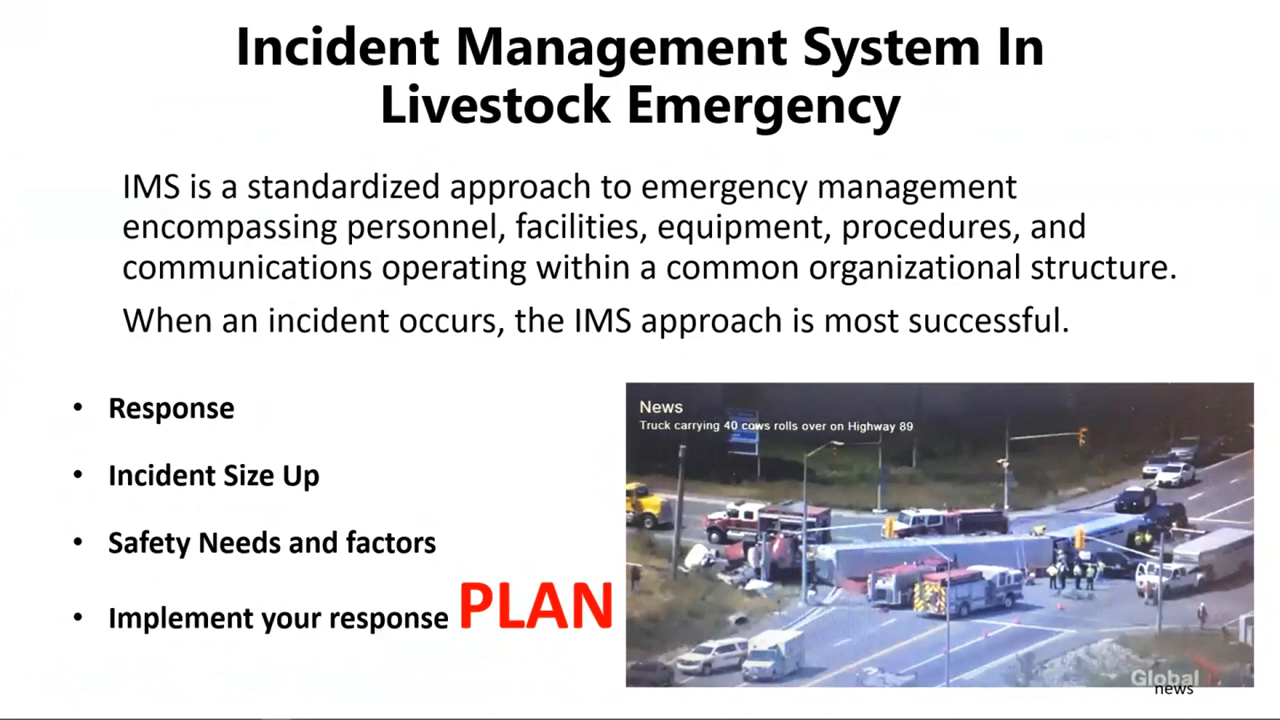 Incident Management System In
Livestock Emergency
IMS is a standardized approach to emergency management
encompassing personnel, facilities, equipment, procedures, and
communications operating within a common organizational structure.
When an incident occurs, the IMS approach is most successful.
• Response
• Incident Size Up
• Safety Needs and factors
• Implement your response PLAN
News
Truck carrying 40 cows rolls over on Highway 89
Global
news